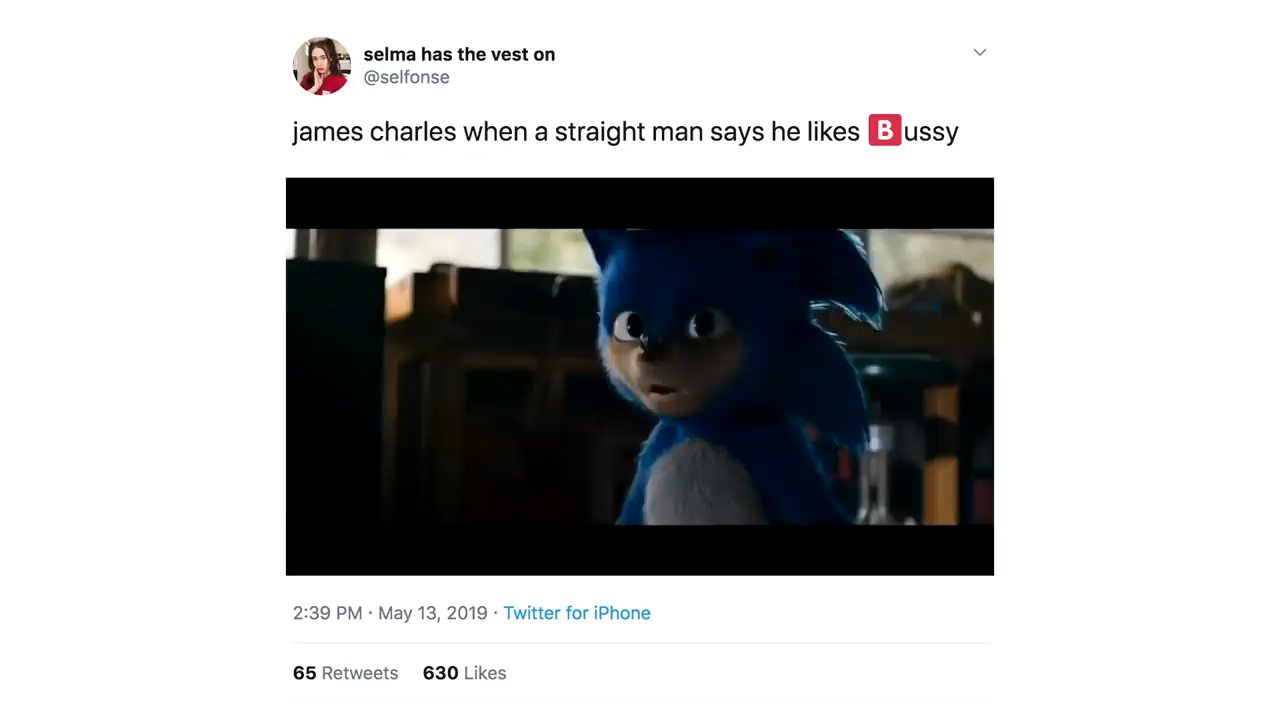 selma has the vest on
@selfonse
james charles when a straight man says he likes 🅱️ussy
2:39 PM · May 13, 2019 · Twitter for iPhone
65 Retweets 630 Likes